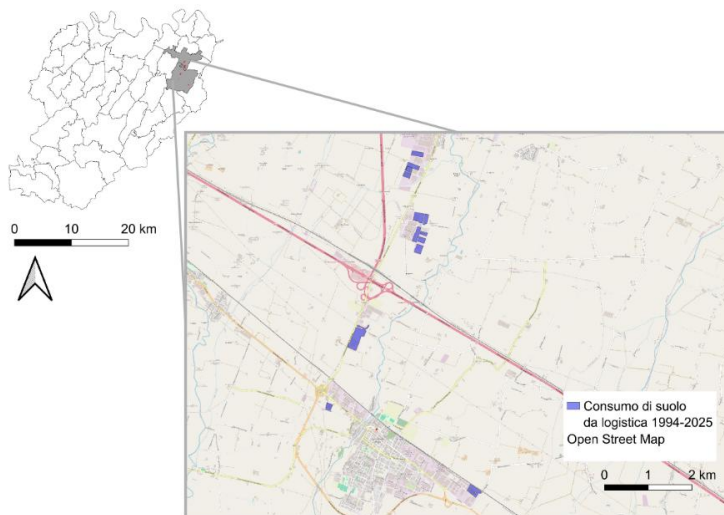 0 10 20 km
Consumo di suolo
da logistica 1994-2025
Open Street Map
0 1 2 km